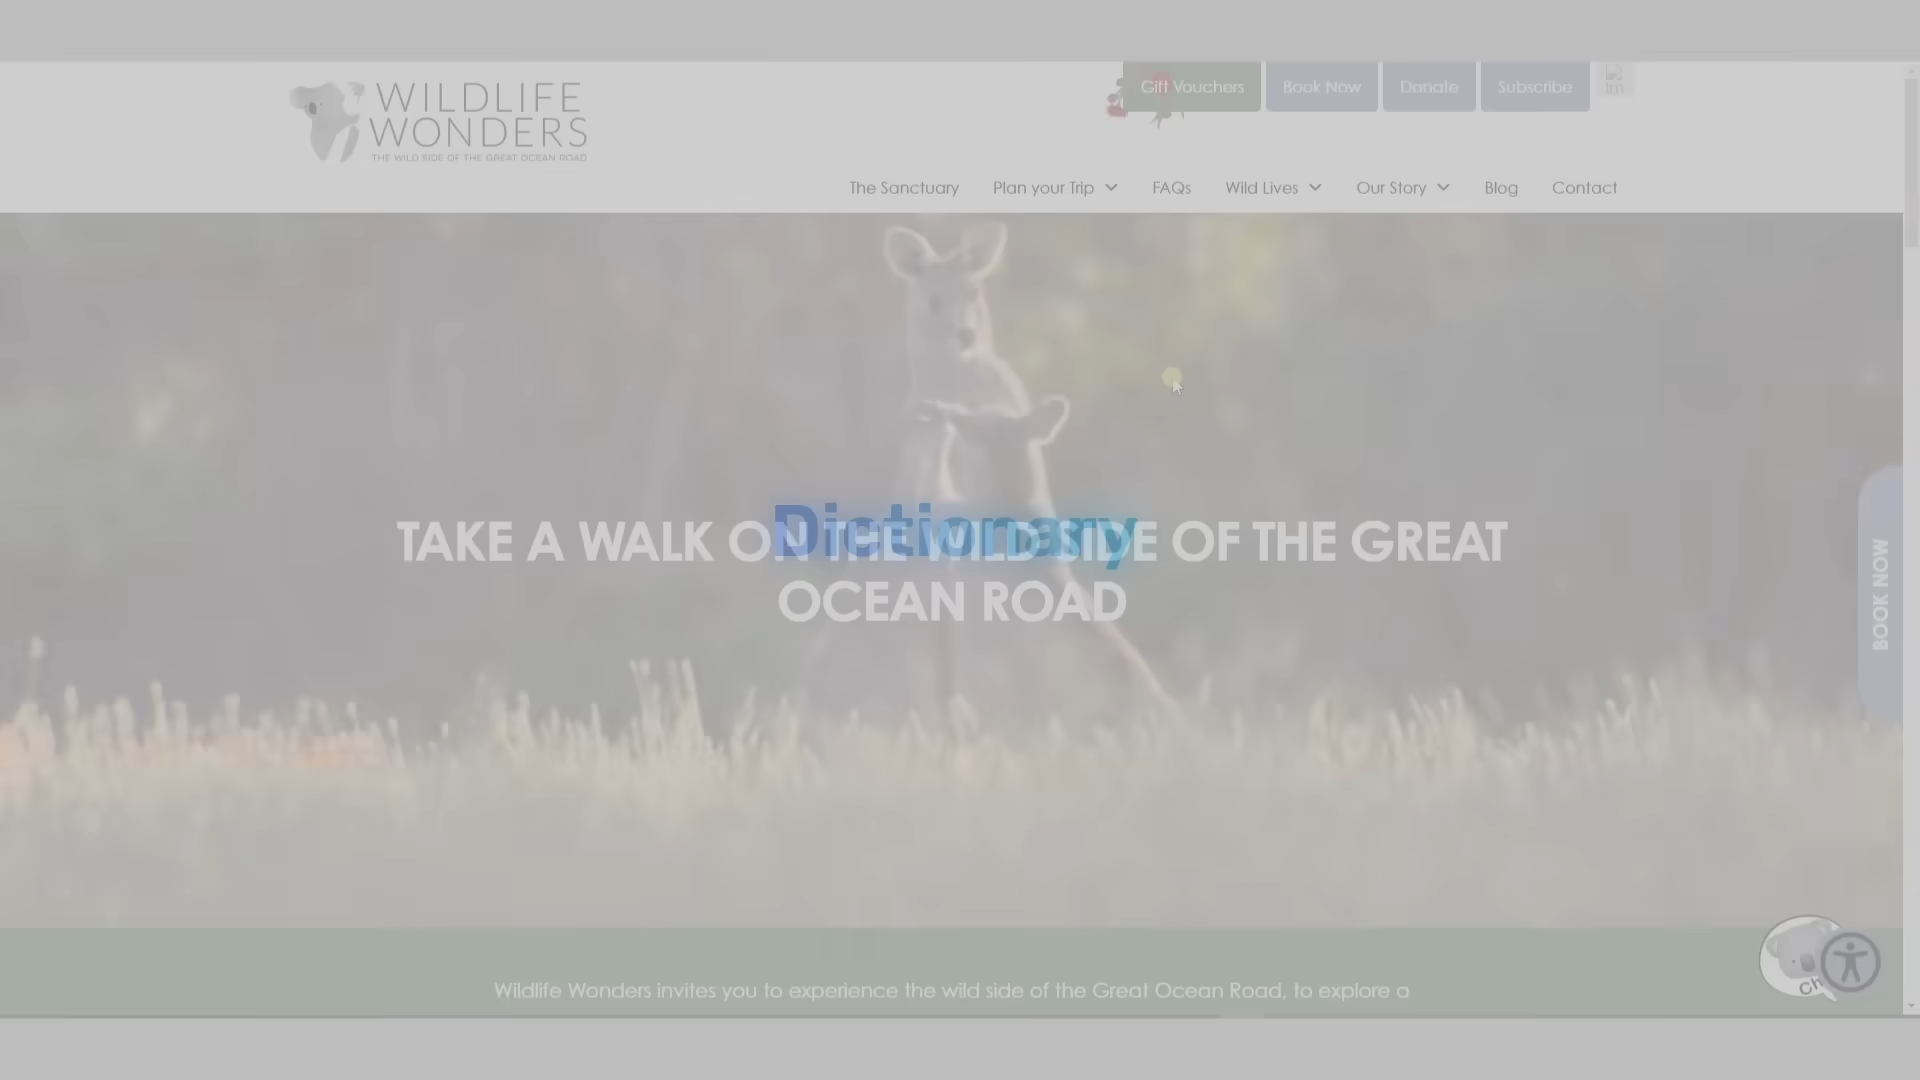 WILDLIFE
WONDERS
THE WILD SIDE OF THE GREAT OCEAN ROAD
Gift Vouchers
Book Now
Donate
Subscribe
Im
The Sanctuary
Plan your Trip
FAQs
Wild Lives
Our Story
Blog
Contact
Dictionary
TAKE A WALK ON THE WILD SIDE OF THE GREAT
OCEAN ROAD
BOOK NOW
Wildlife Wonders invites you to experience the wild side of the Great Ocean Road, to explore a
Ch